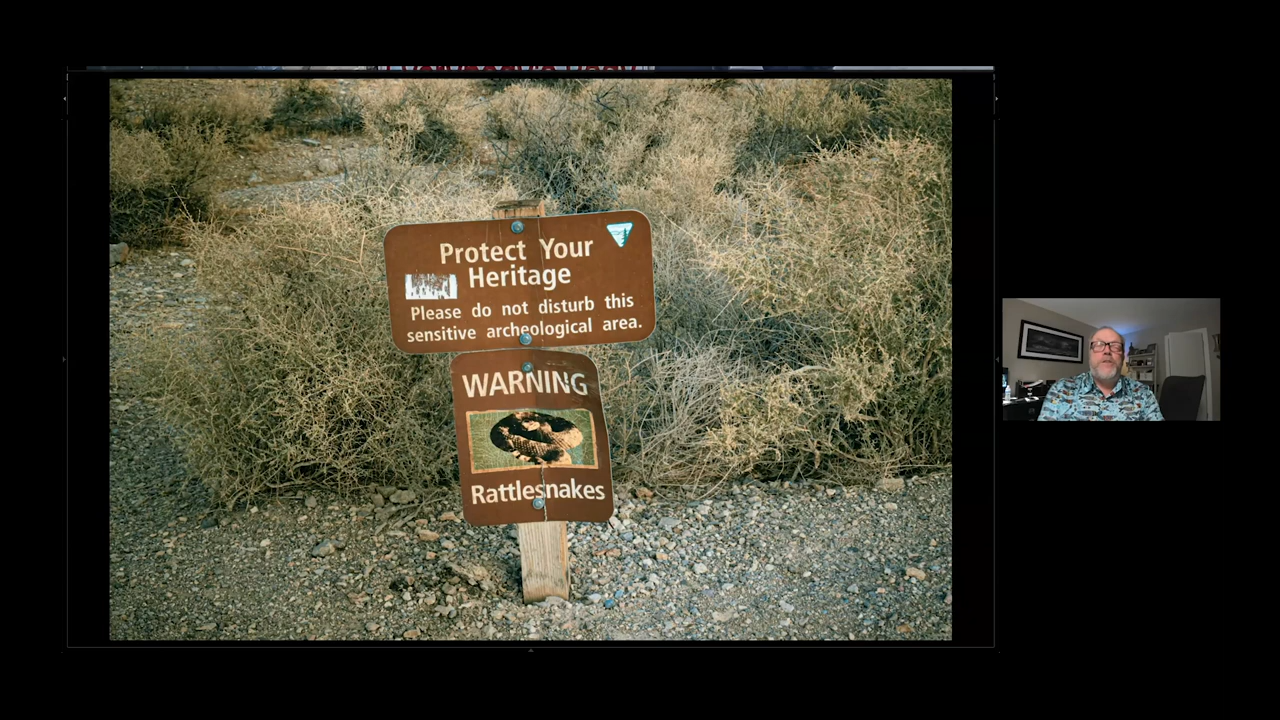 Protect Your
Heritage
Please do not disturb this
sensitive archeological area.
WARNING
Rattlesnakes